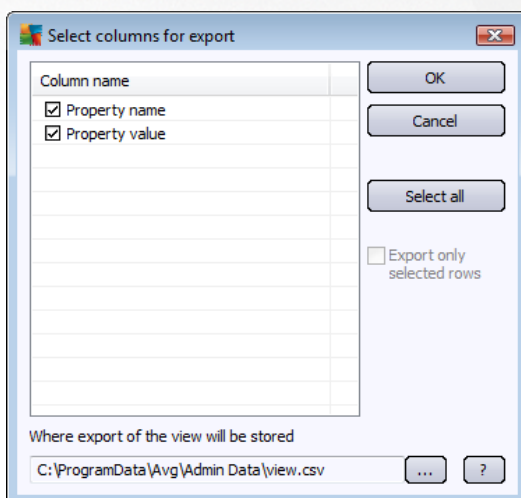 Select columns for export
Column name
Property name
Property value
OK
Cancel
Select all
Export only
selected rows
Where export of the view will be stored
C:\ProgramData\Avg\Admin Data\view.csv
...
?